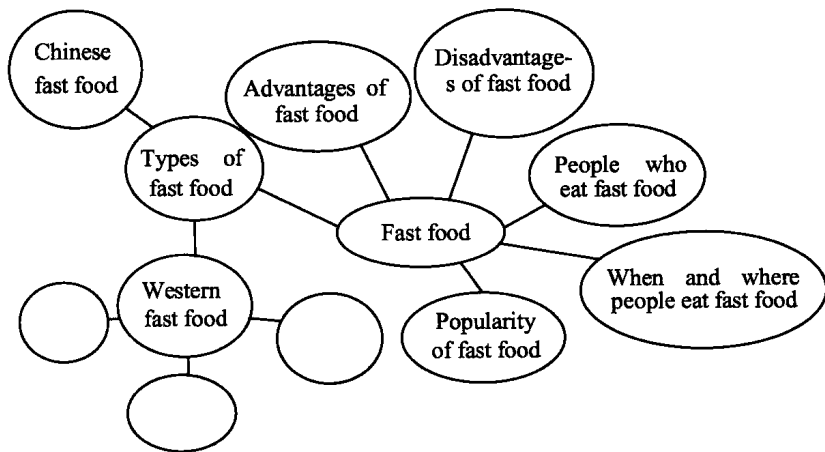 Chinese
fast food
Advantages of
fast food
Disadvantage-
s of fast food
Types of
fast food
People who
eat fast food
Fast food
When and where
people eat fast food
Western
fast food
Popularity
of fast food